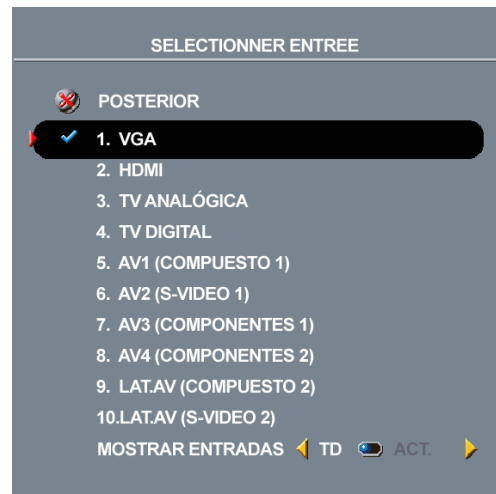 SELECTIONNER ENTREE
POSTERIOR
1. VGA
2. HDMI
3. TV ANALÓGICA
4. TV DIGITAL
5. AV1 (COMPUESTO 1)
6. AV2 (S-VIDEO 1)
7. AV3 (COMPONENTES 1)
8. AV4 (COMPONENTES 2)
9. LAT.AV (COMPUESTO 2)
10.LAT.AV (S-VIDEO 2)
MOSTRAR ENTRADAS TD ACT.